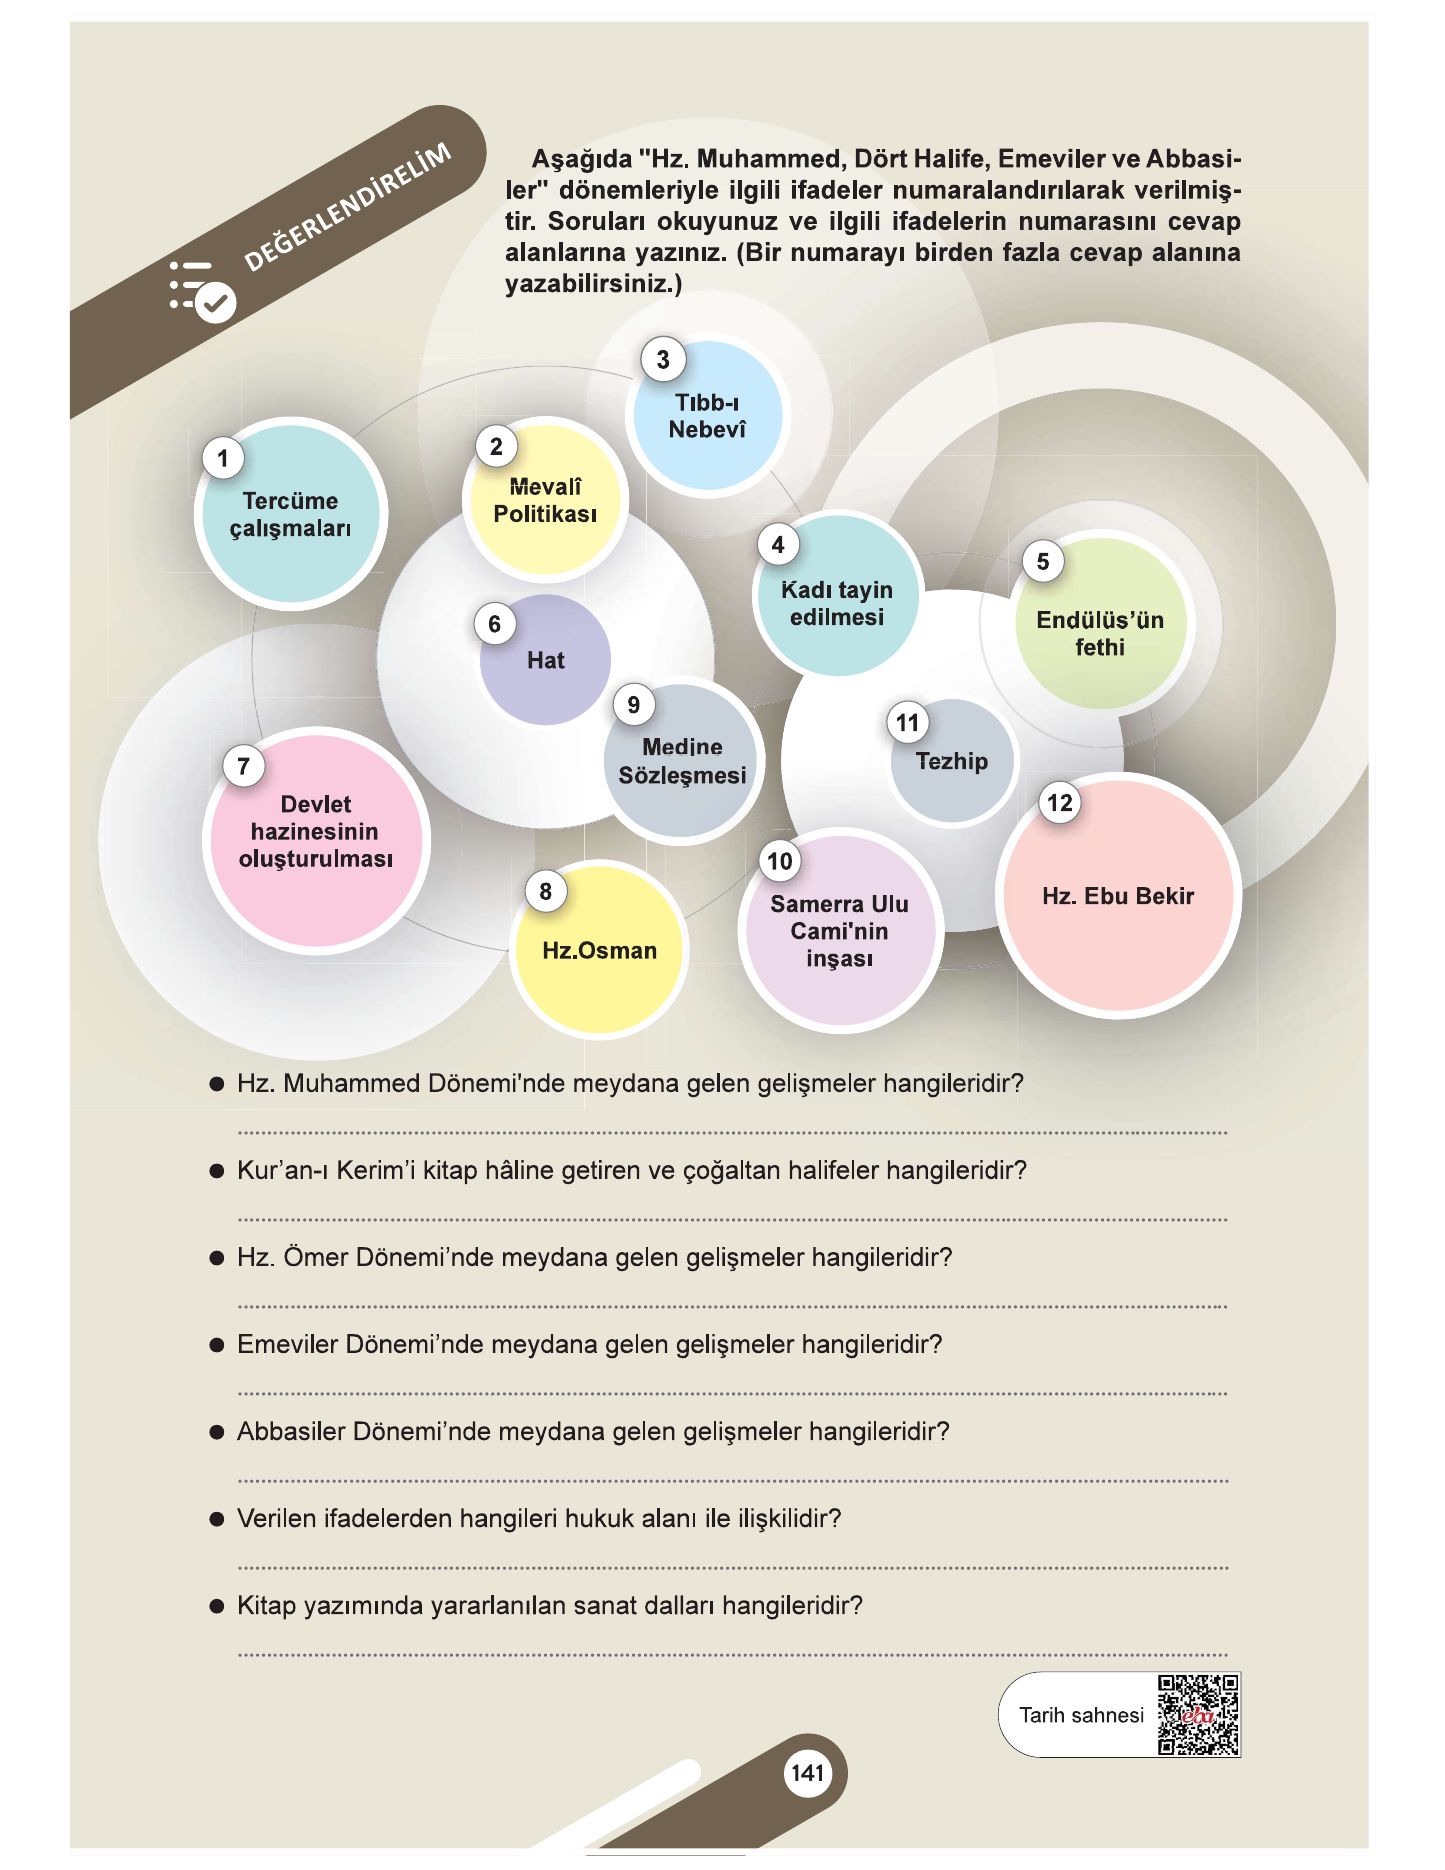 DEĞERLENDİRELİM
Aşağıda "Hz. Muhammed, Dört Halife, Emeviler ve Abbasi-
ler" dönemleriyle ilgili ifadeler numaralandırılarak verilmiş-
tir. Soruları okuyunuz ve ilgili ifadelerin numarasını cevap
alanlarına yazınız. (Bir numarayı birden fazla cevap alanına
yazabilirsiniz.)
3
Tıbb-ı
Nebevî
1
Tercüme
çalışmaları
2
Mevalî
Politikası
4
Kadı tayin
edilmesi
5
Endülüs’ün
fethi
6
Hat
9
Medine
Sözleşmesi
11
Tezhip
7
Devlet
hazinesinin
oluşturulması
12
Hz. Ebu Bekir
8
Hz.Osman
10
Samerra Ulu
Cami'nin
inşası
● Hz. Muhammed Dönemi'nde meydana gelen gelişmeler hangileridir?
● Kur’an-ı Kerim’i kitap hâline getiren ve çoğaltan halifeler hangileridir?
● Hz. Ömer Dönemi’nde meydana gelen gelişmeler hangileridir?
● Emeviler Dönemi’nde meydana gelen gelişmeler hangileridir?
● Abbasiler Dönemi’nde meydana gelen gelişmeler hangileridir?
● Verilen ifadelerden hangileri hukuk alanı ile ilişkilidir?
● Kitap yazımında yararlanılan sanat dalları hangileridir?
Tarih sahnesi
eba
141